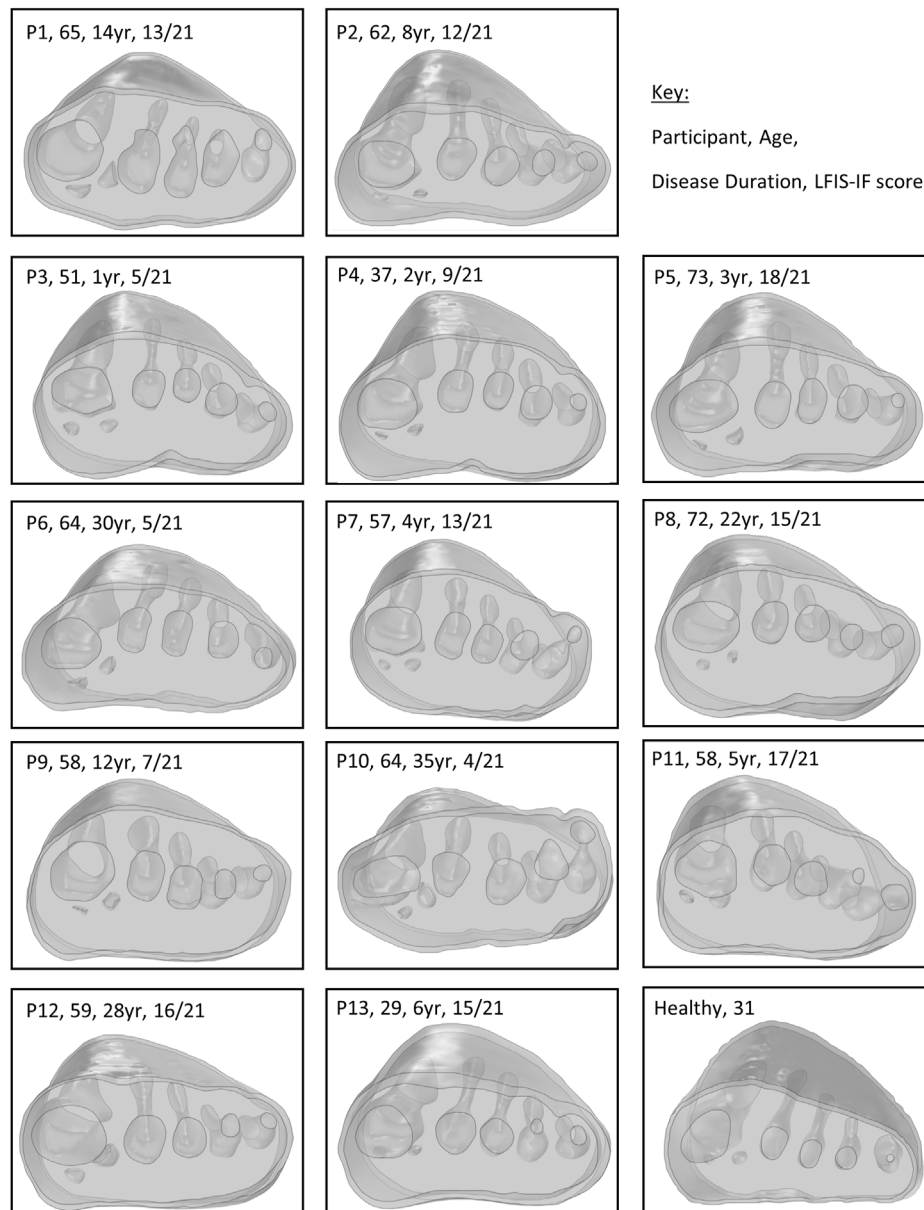 P1, 65, 14yr, 13/21
P2, 62, 8yr, 12/21
Key:
Participant, Age,
Disease Duration, LFIS-IF score
P3, 51, 1yr, 5/21
P4, 37, 2yr, 9/21
P5, 73, 3yr, 18/21
P6, 64, 30yr, 5/21
P7, 57, 4yr, 13/21
P8, 72, 22yr, 15/21
P9, 58, 12yr, 7/21
P10, 64, 35yr, 4/21
P11, 58, 5yr, 17/21
P12, 59, 28yr, 16/21
P13, 29, 6yr, 15/21
Healthy, 31